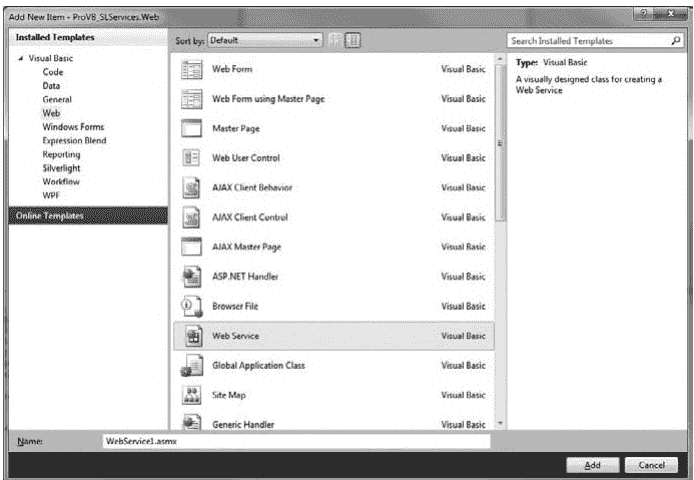 Add New Item - ProVB_SLServices.Web
Installed Templates
Visual Basic
Code
Data
General
Web
Windows Forms
Expression Blend
Reporting
Silverlight
Workflow
WPF
Online Templates
Sort by: Default
Web Form Visual Basic
Web Form using Master Page Visual Basic
Master Page Visual Basic
Web User Control Visual Basic
AJAX Client Behavior Visual Basic
AJAX Client Control Visual Basic
AJAX Master Page Visual Basic
ASP.NET Handler Visual Basic
Browser File Visual Basic
Web Service Visual Basic
Global Application Class Visual Basic
Site Map Visual Basic
Generic Handler Visual Basic
Search Installed Templates
Type: Visual Basic
A visually designed class for creating a
Web Service
Name: WebService1.asmx
Add Cancel